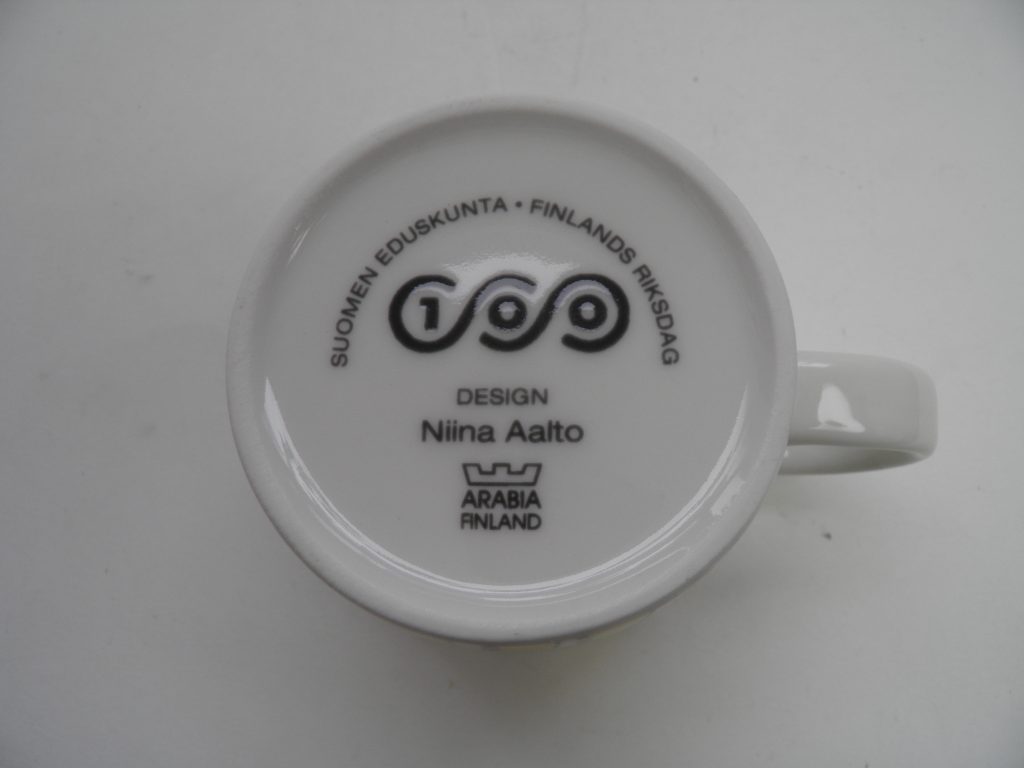 SUOMEN EDUSKUNTA • FINLANDS RIKSDAG
100
DESIGN
Niina Aalto
ARABIA
FINLAND